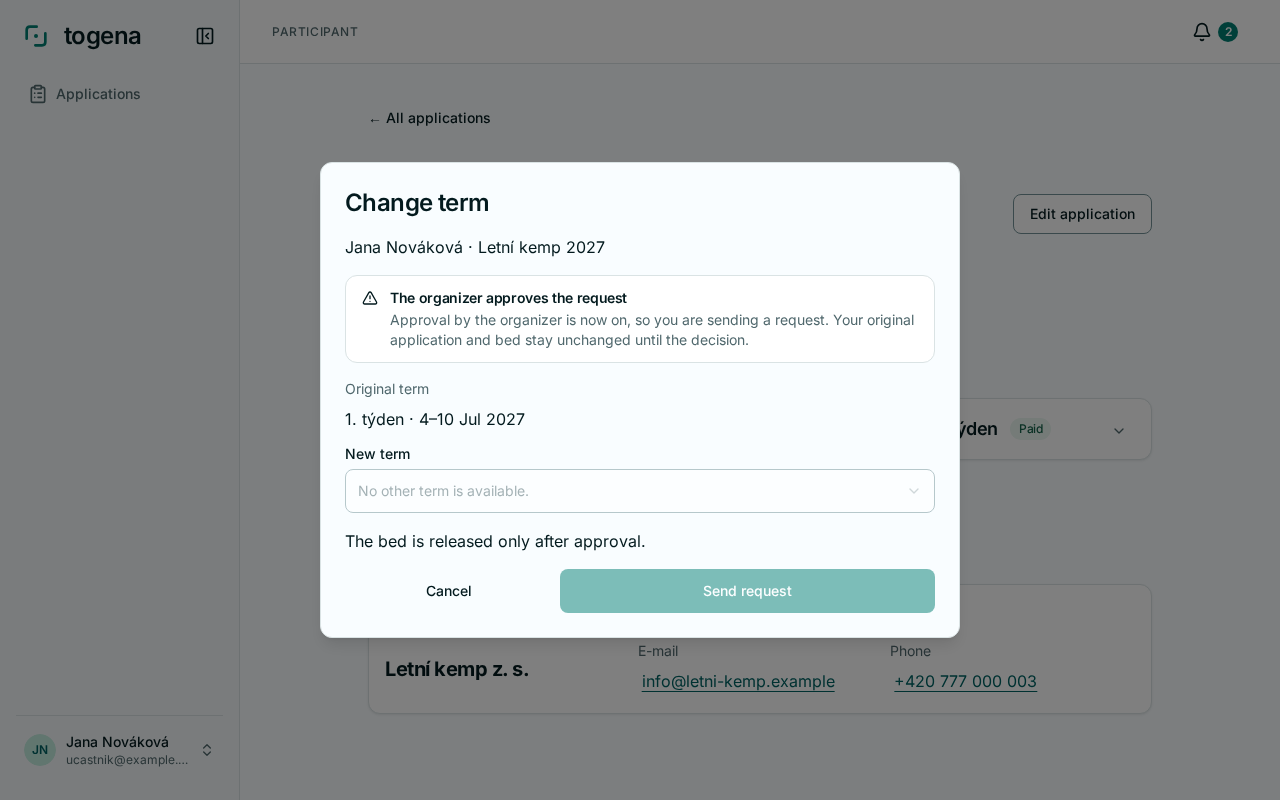 togena
PARTICIPANT
2
Applications
← All applications
Edit application
Change term
Jana Nováková · Letní kemp 2027
The organizer approves the request
Approval by the organizer is now on, so you are sending a request. Your original
application and bed stay unchanged until the decision.
Original term
1. týden · 4–10 Jul 2027
New term
No other term is available.
The bed is released only after approval.
Cancel
Send request
týden
Paid
Letní kemp z. s.
E-mail
info@letni-kemp.example
Phone
+420 777 000 003
JN
Jana Nováková
ucastnik@example....